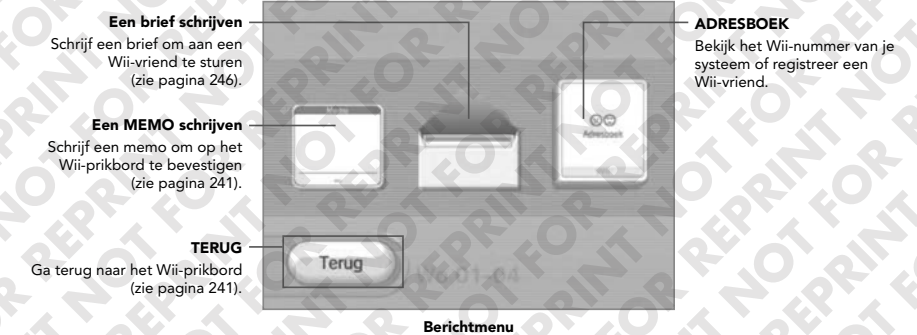 Een brief schrijven
Schrijf een brief om aan een
Wii-vriend te sturen
(zie pagina 246).
Een MEMO schrijven
Schrijf een memo om op het
Wii-prikbord te bevestigen
(zie pagina 241).
TERUG
Ga terug naar het Wii-prikbord
(zie pagina 241).
Memo
Adresboek
Terug
ADRESBOEK
Bekijk het Wii-nummer van je
systeem of registreer een
Wii-vriend.
Berichtmenu
NOT FOR REPRINT